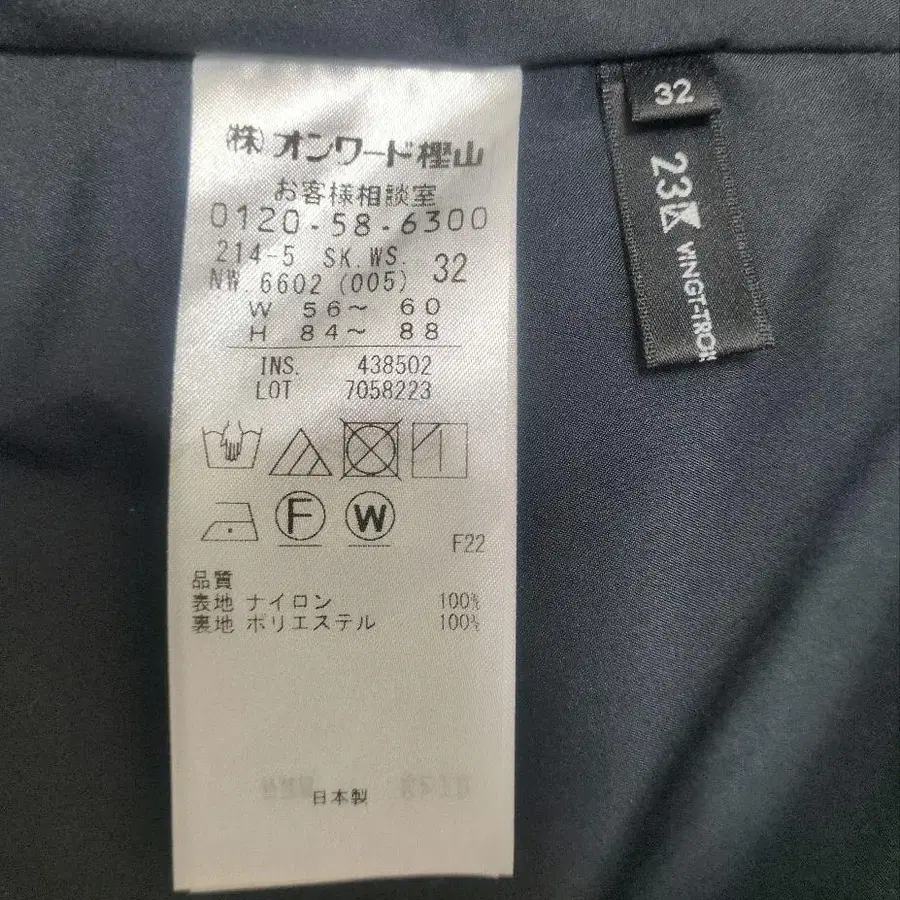 (株)オンワード樫山
お客様相談室
0120-58-6300
214-5 SK.WS. 32
NW.6602 (005)
W 56～ 60
H 84～ 88
INS. 438502
LOT 7058223
F
W
F22
品質
表地 ナイロン 100%
裏地 ポリエステル 100%
日本製
32
23区
VINGT-TROIS